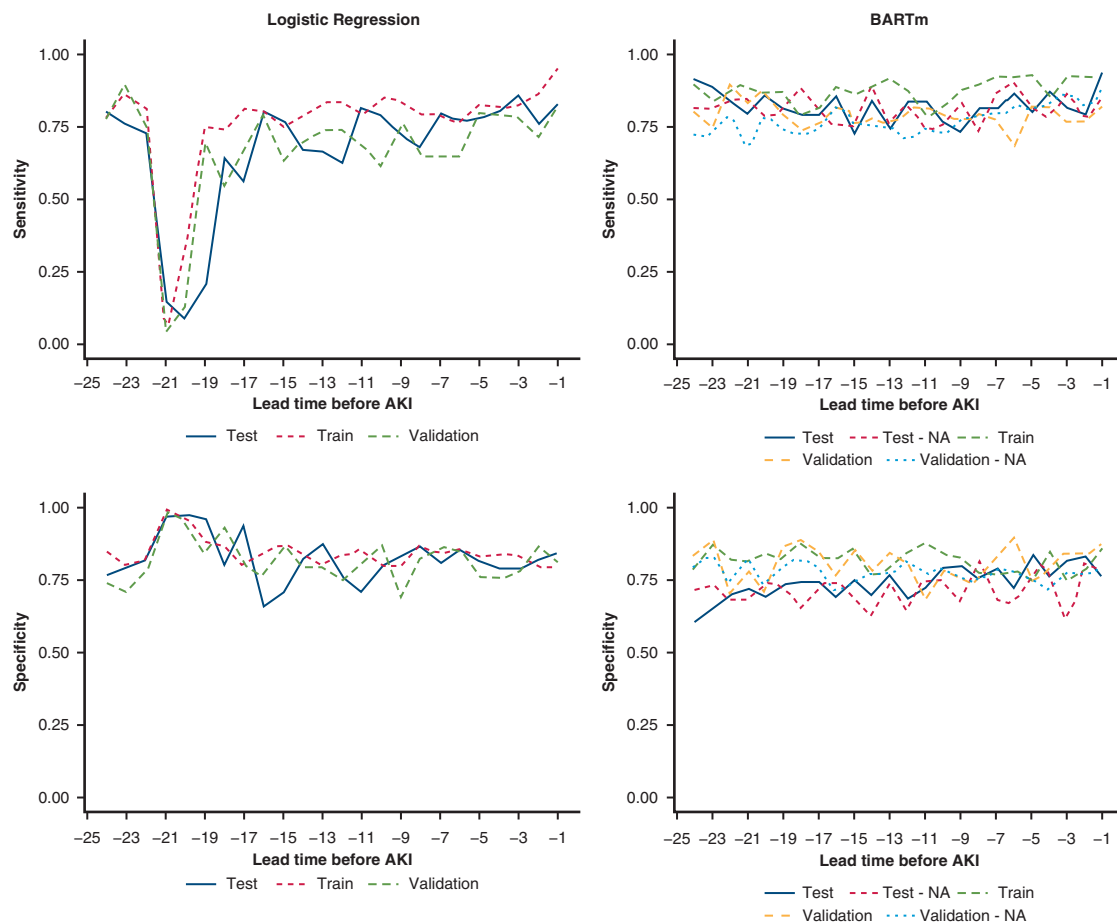 Logistic Regression
1.00
0.75
0.50
0.25
0.00
Sensitivity
−25 −23 −21 −19 −17 −15 −13 −11 −9 −7 −5 −3 −1
Lead time before AKI
Test Train Validation
BARTm
1.00
0.75
0.50
0.25
0.00
Sensitivity
−25 −23 −21 −19 −17 −15 −13 −11 −9 −7 −5 −3 −1
Lead time before AKI
Test Test - NA Train
Validation Validation - NA
1.00
0.75
0.50
0.25
0.00
Specificity
−25 −23 −21 −19 −17 −15 −13 −11 −9 −7 −5 −3 −1
Lead time before AKI
Test Train Validation
1.00
0.75
0.50
0.25
0.00
Specificity
−25 −23 −21 −19 −17 −15 −13 −11 −9 −7 −5 −3 −1
Lead time before AKI
Test Test - NA Train
Validation Validation - NA